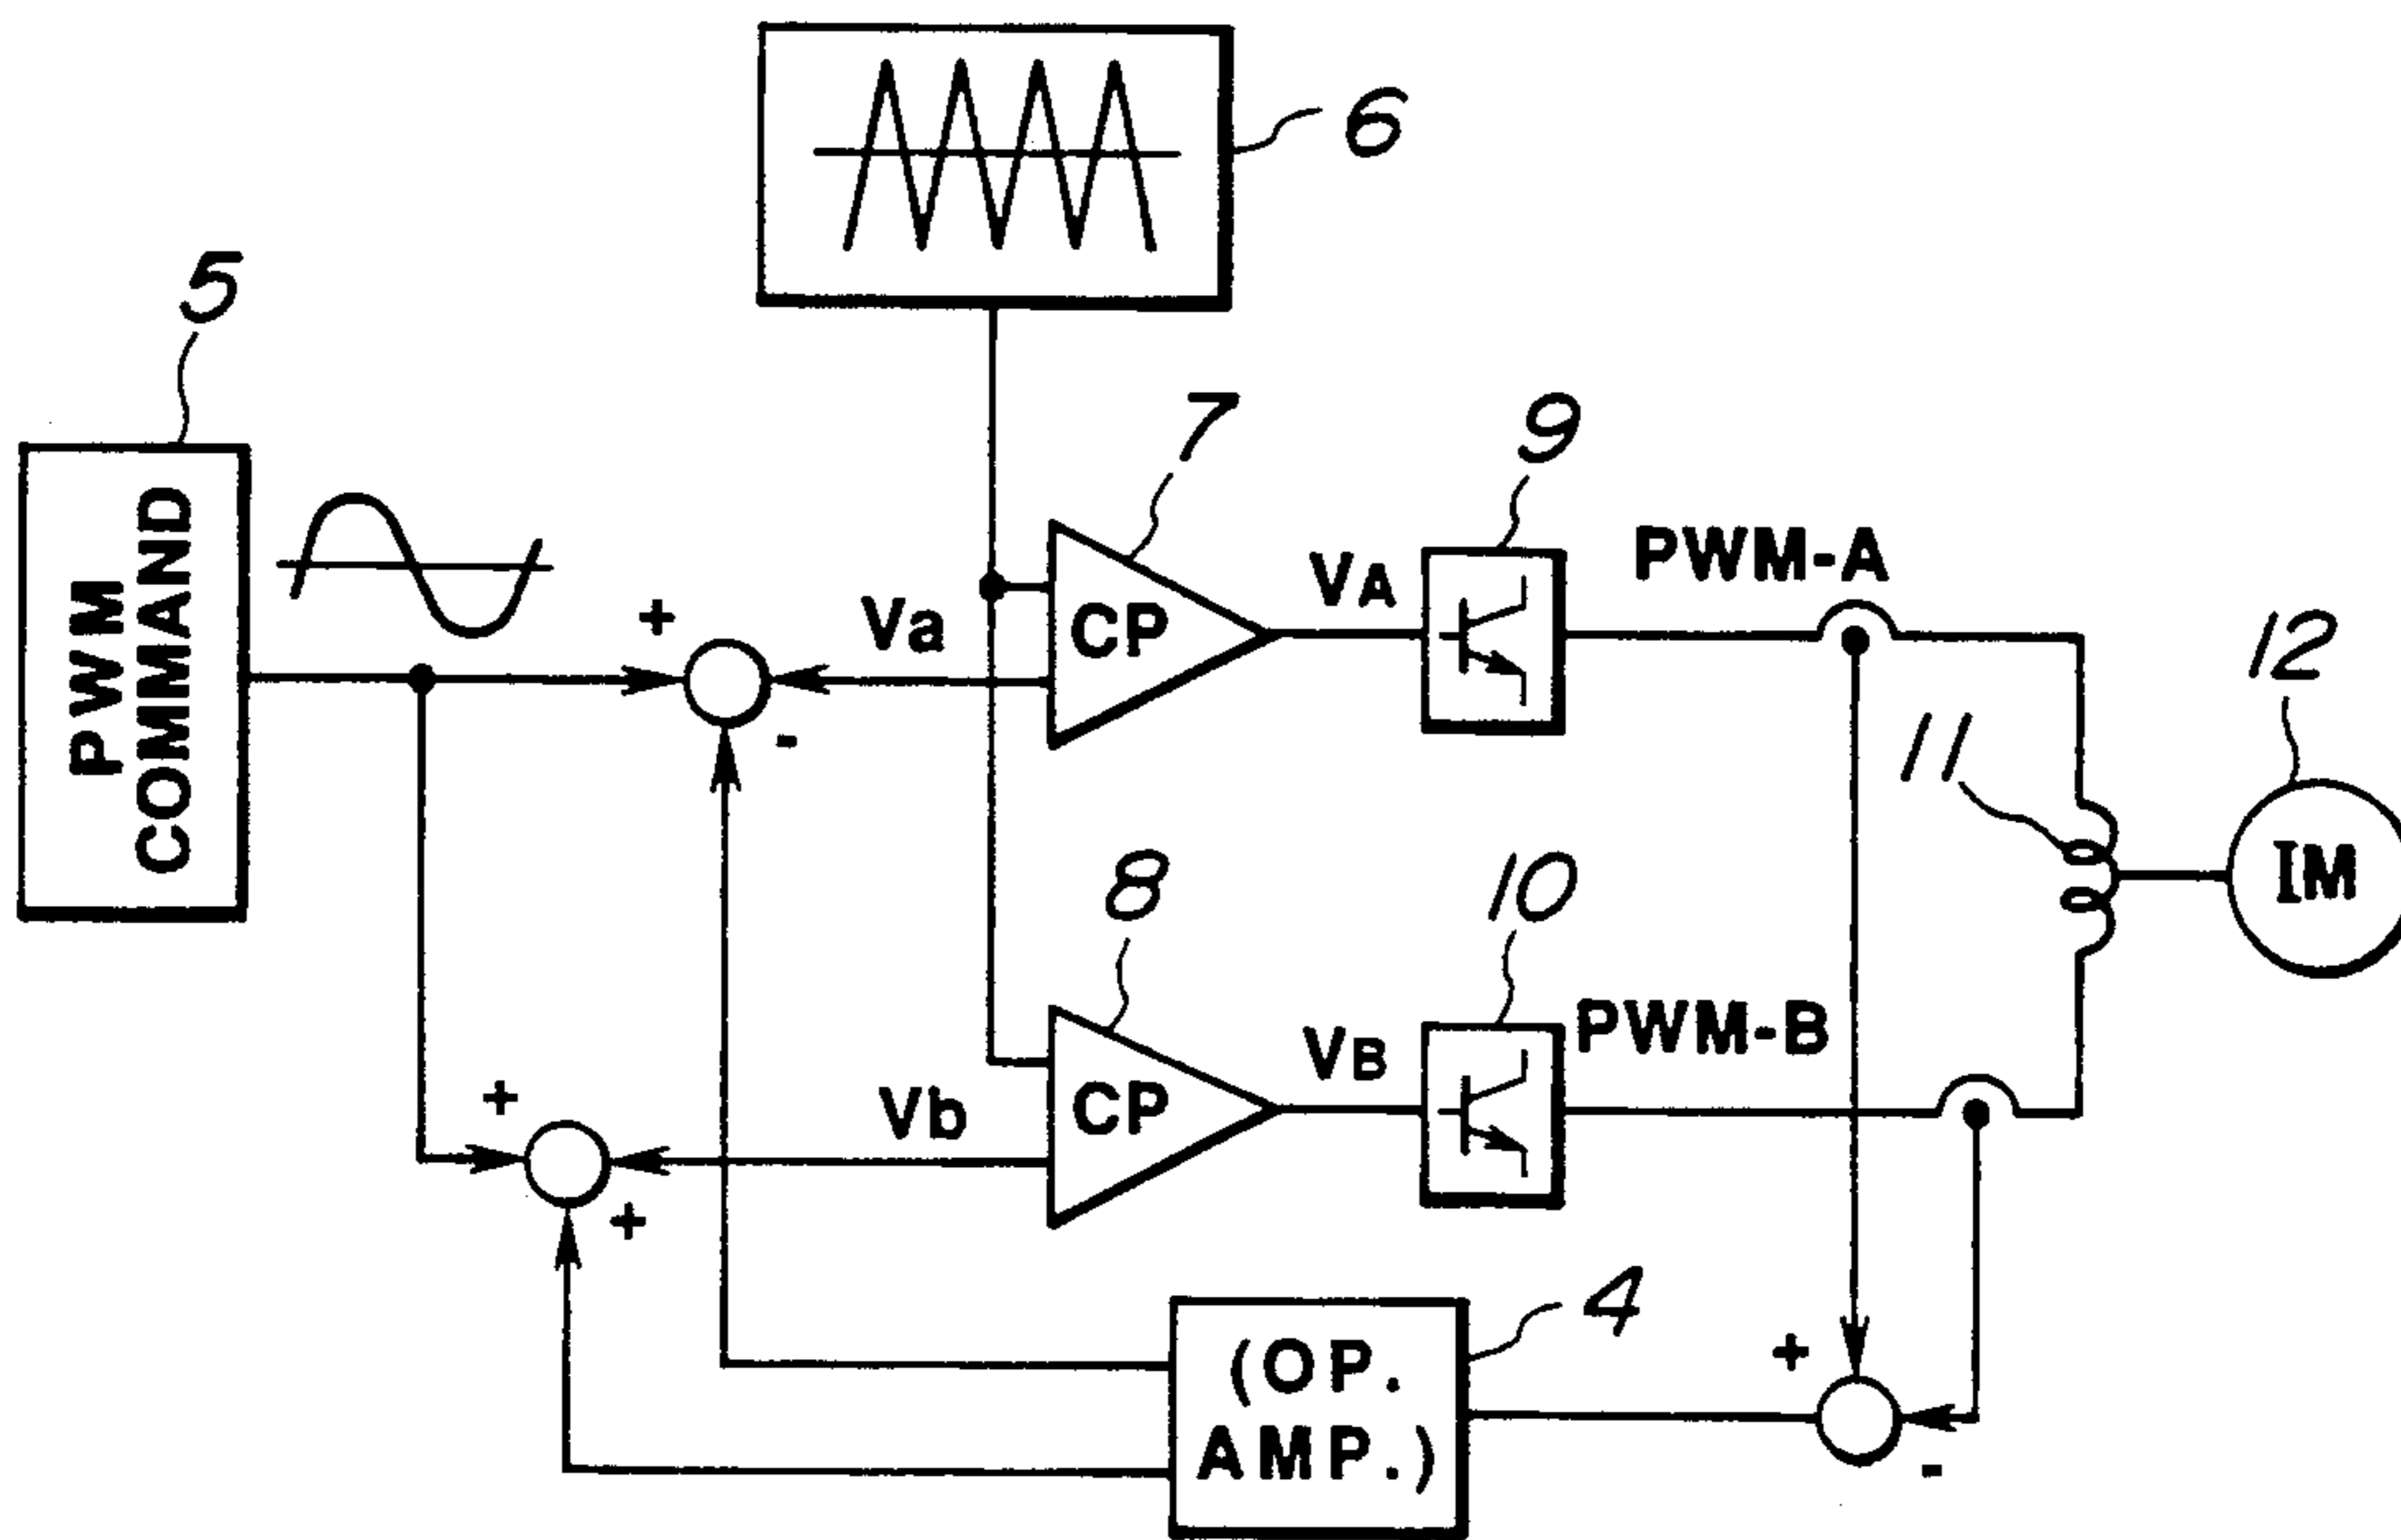 6
5
7
9
PWM-A
VA
12
PWM
COMMAND
+
Va
CP
-
11
IM
8
10
PWM-B
VB
+
Vb
CP
+
4
(OP.
AMP.)
+
-